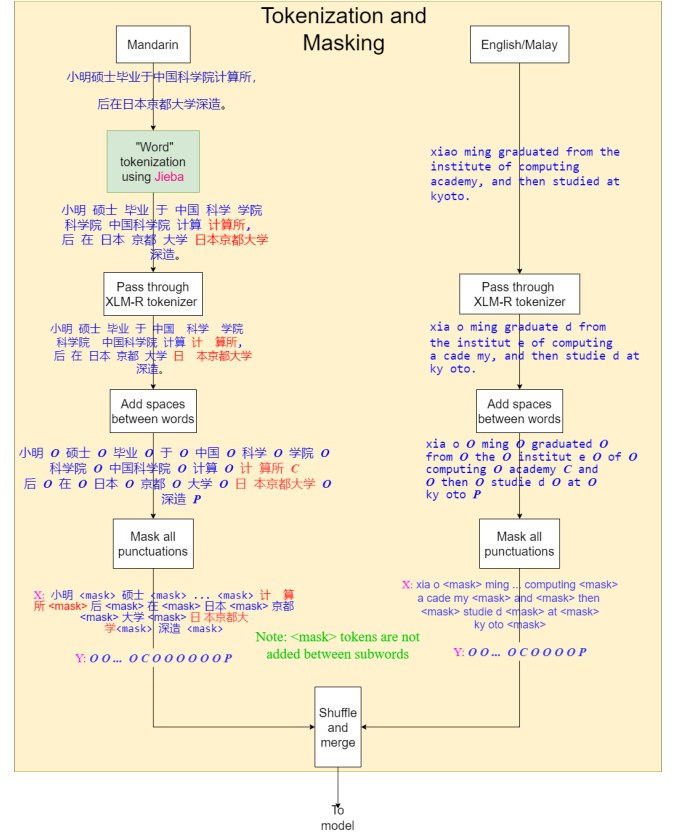 Tokenization and
Masking
Mandarin
小明硕士毕业于中国科学院计算所,
后在日本京都大学深造。
"Word"
tokenization
using Jieba
小明 硕士 毕业 于 中国 科学 学院
科学院 中国科学院 计算 计算所,
后 在 日本 京都 大学 日本京都大学
深造。
Pass through
XLM-R tokenizer
小明 硕士 毕业 于 中国 科学 学院
科学院 中国科学院 计算 计 算所,
后 在 日本 京都 大学 日 本京都大学
深造。
Add spaces
between words
小明 O 硕士 O 毕业 O 于 O 中国 O 科学 O 学院 O
科学院 O 中国科学院 O 计算 O 计 算所 C
后 O 在 O 日本 O 京都 O 大学 O 日 本京都大学 O
深造 P
Mask all
punctuations
X: 小明 <mask> 硕士 <mask> ... <mask> 计 算
所 <mask> 后 <mask> 在 <mask> 日本 <mask> 京都
<mask> 大学 <mask> 日 本京都大
学<mask> 深造 <mask>
Y: O O ... O C O O O O O O P
English/Malay
xiao ming graduated from the
institute of computing
academy, and then studied at
kyoto.
Pass through
XLM-R tokenizer
xia o ming graduate d from
the institut e of computing
a cade my, and then studie d at
ky oto.
Add spaces
between words
xia o O ming O graduated O
from O the O institut e O of O
computing O academy C and
O then O studie d O at O
ky oto P
Mask all
punctuations
X: xia o <mask> ming ... computing <mask>
a cade my <mask> and <mask> then
<mask> studie d <mask> at <mask>
ky oto <mask>
Y: O O ... O C O O O O P
Note: <mask> tokens are not
added between subwords
Shuffle
and
merge
To
model